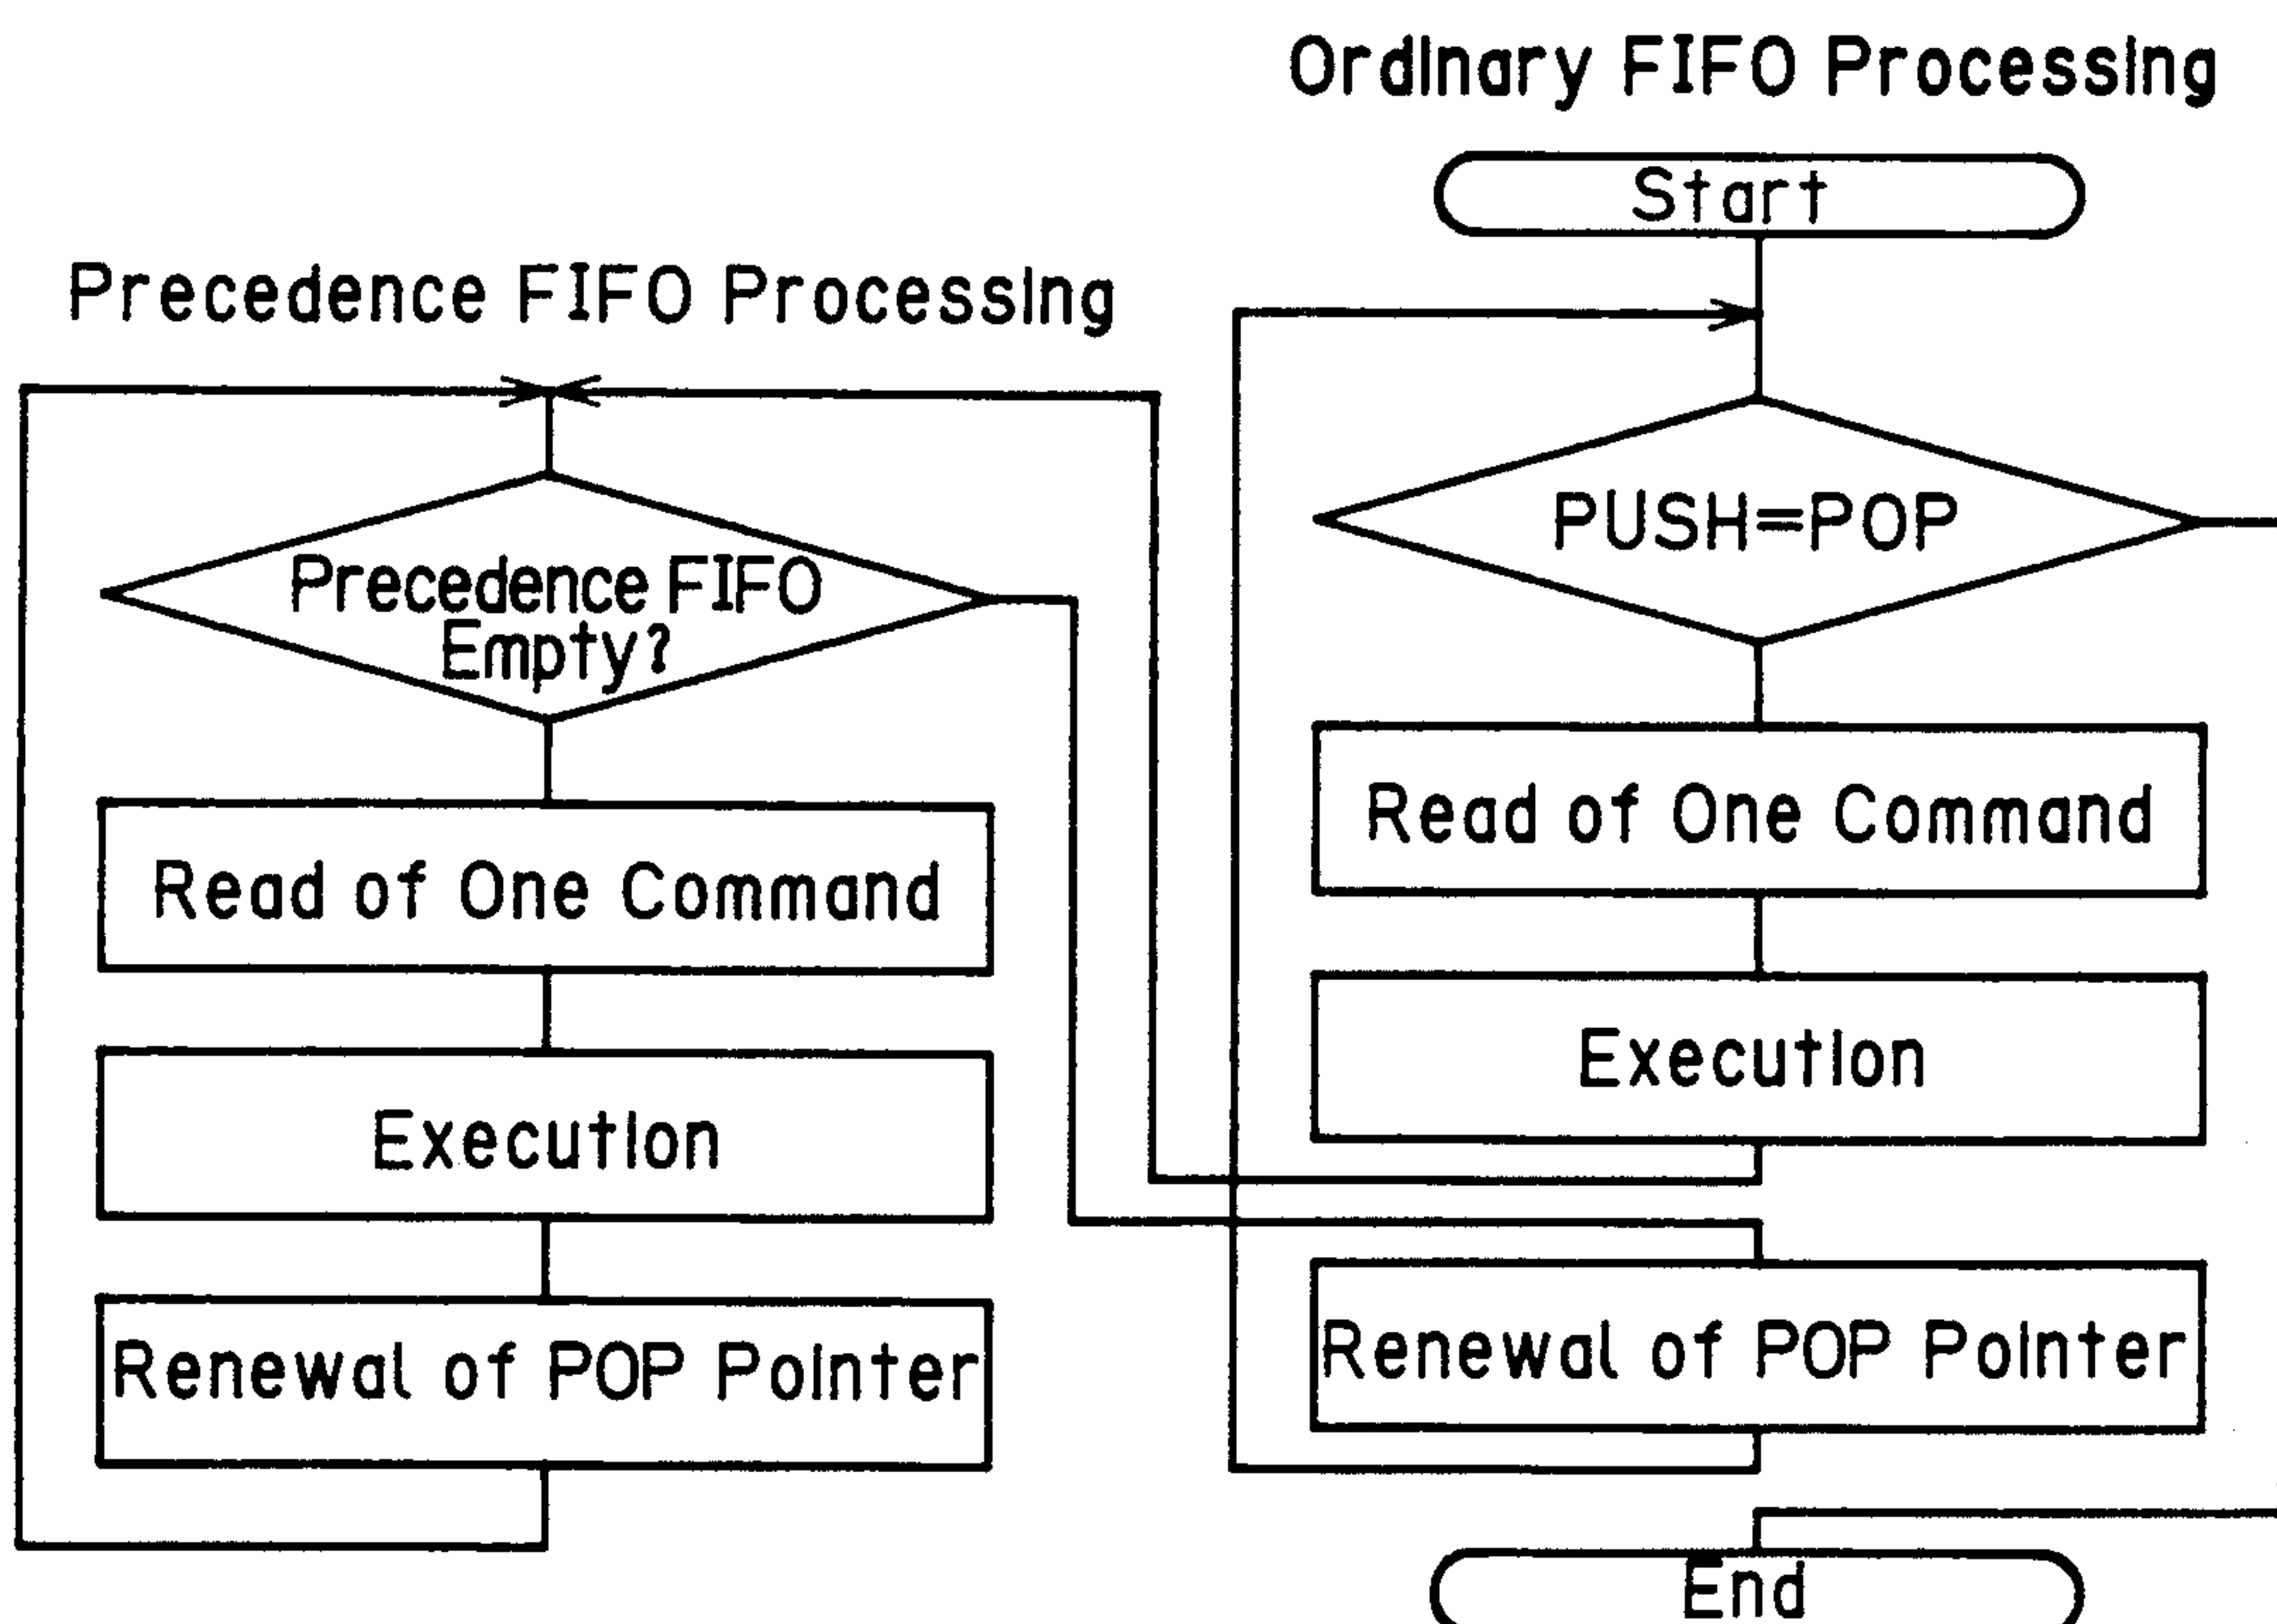 Ordinary FIFO Processing
Start
PUSH=POP
Read of One Command
Execution
Renewal of POP Pointer
End
Precedence FIFO Processing
Precedence FIFO
Empty?
Read of One Command
Execution
Renewal of POP Pointer